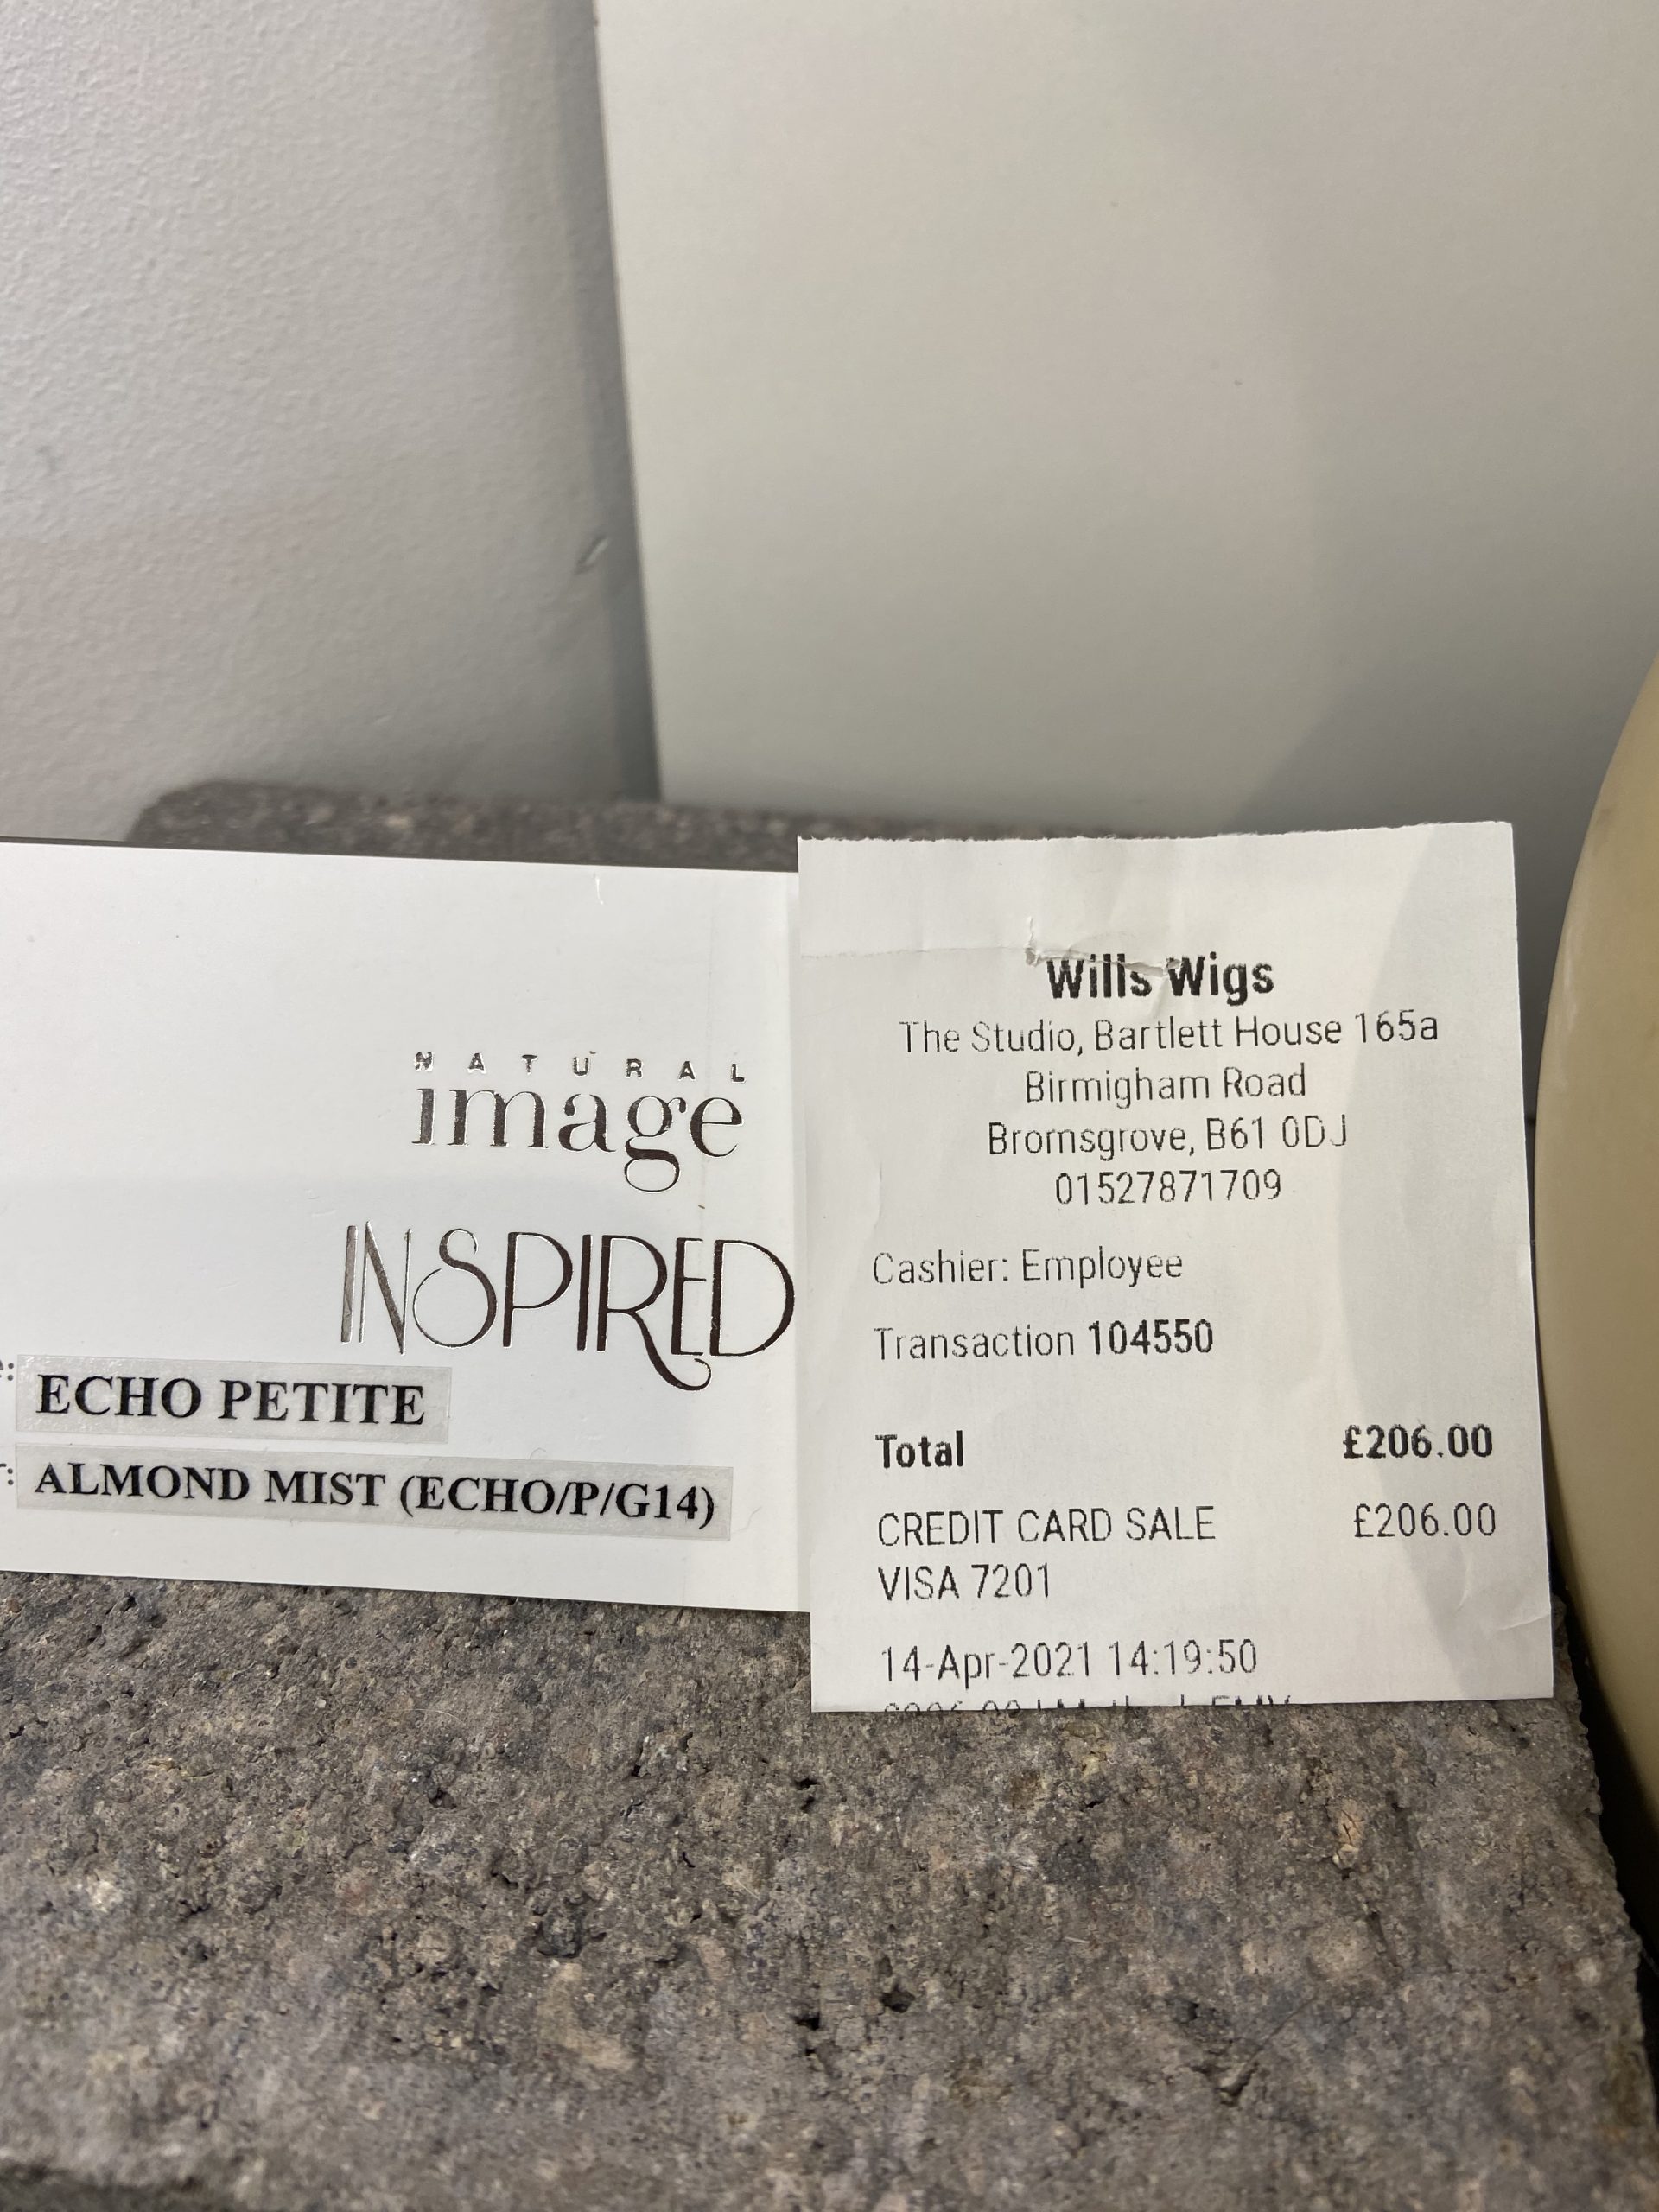 NATURAL
image
INSPIRED
ECHO PETITE
ALMOND MIST (ECHO/P/G14)
Wills Wigs
The Studio, Bartlett House 165a
Birmigham Road
Bromsgrove, B61 0DJ
01527871709
Cashier: Employee
Transaction 104550
Total £206.00
CREDIT CARD SALE £206.00
VISA 7201
14-Apr-2021 14:19:50